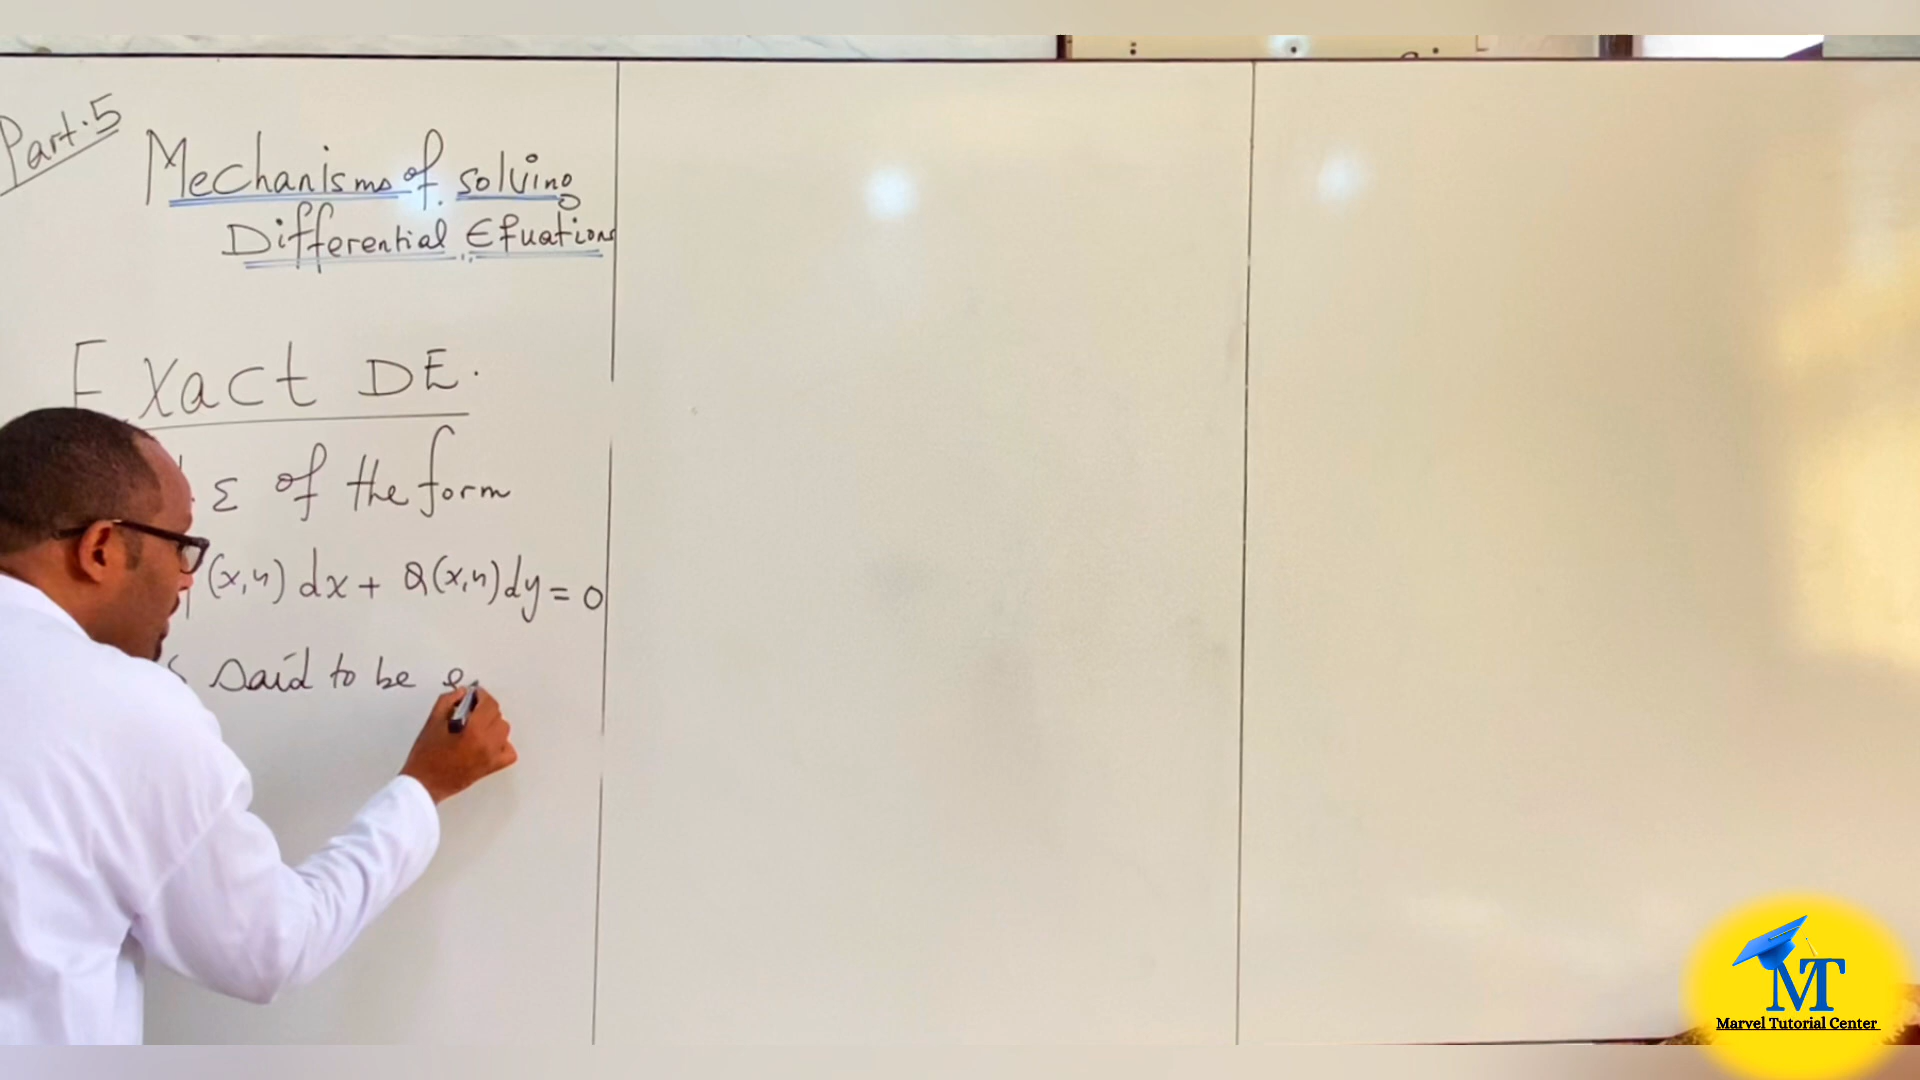 Part.5
Mechanisms of solving
Differential Equations
Exact DE.
ε of the form
(x,y) dx + Q(x,y) dy = 0
said to be e
MT
Marvel Tutorial Center